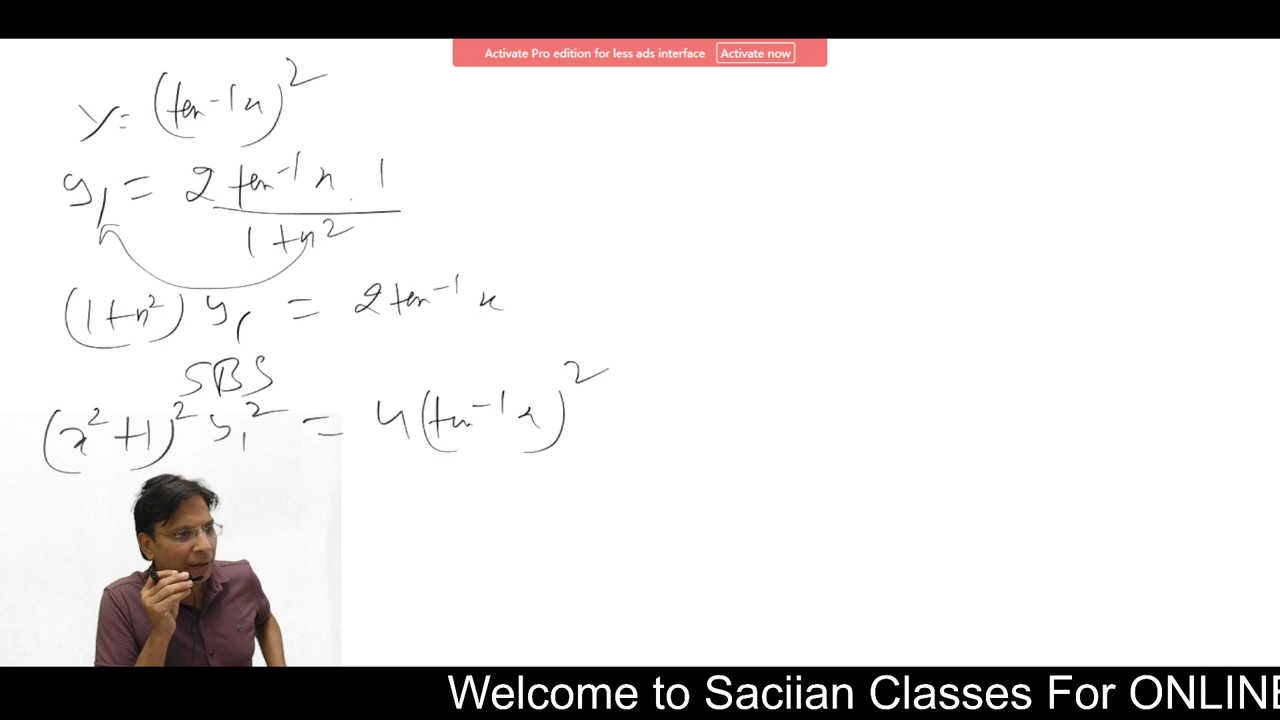 Activate Pro edition for less ads interface Activate now
y = (tan⁻¹x)²
y₁ = 2 tan⁻¹x . 1
1+x²
(1+x²) y₁ = 2 tan⁻¹ x
SBS
(x²+1)² y₁² = 4(tan⁻¹x)²
Welcome to Saciian Classes For ONLINE